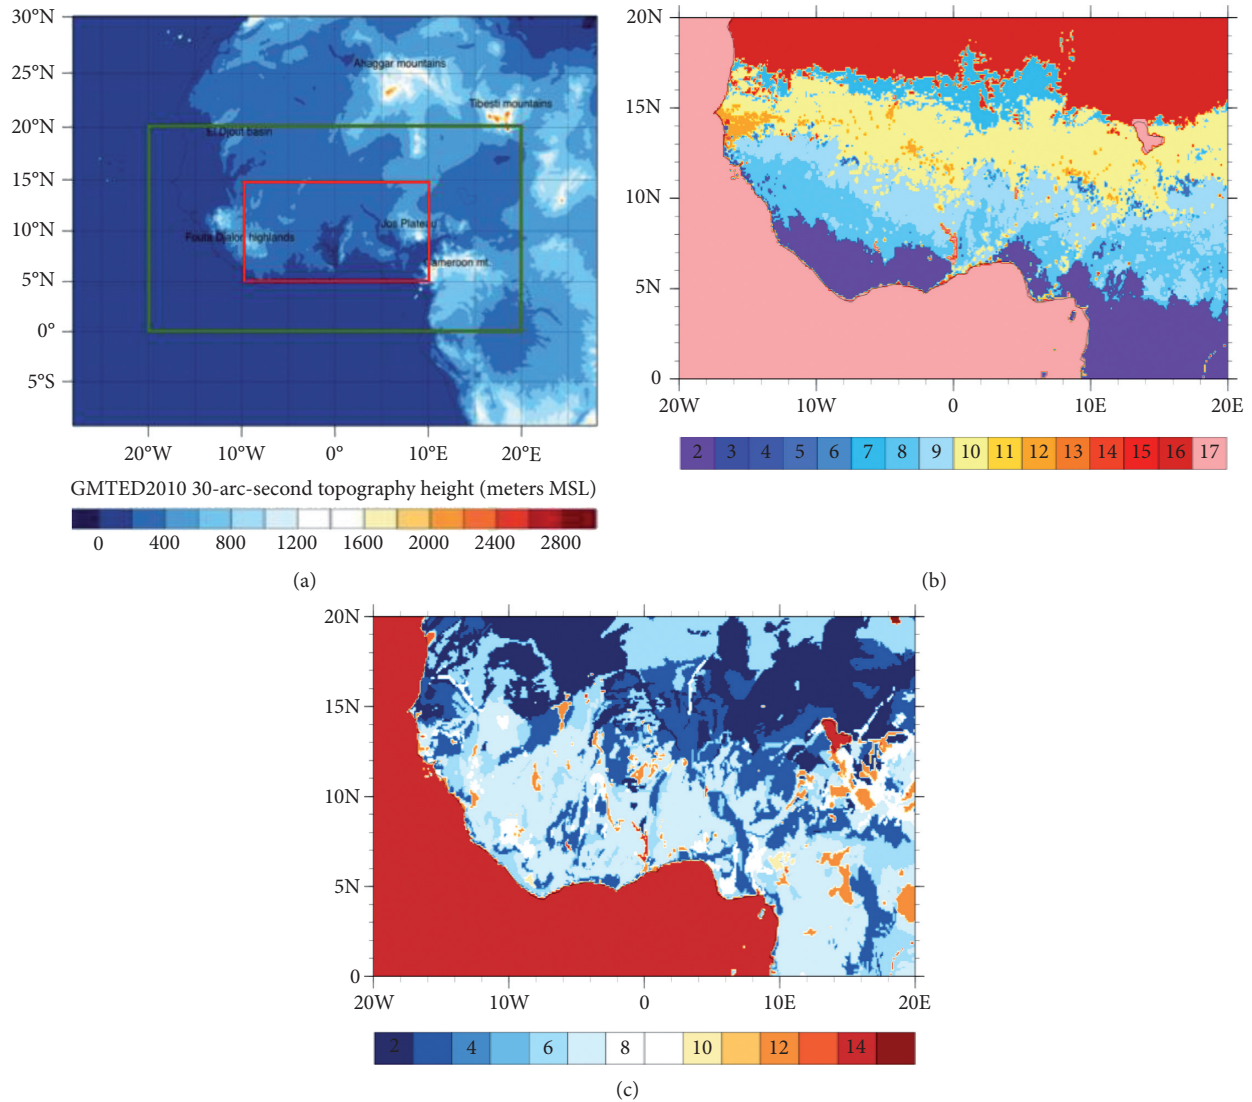 30°N
25°N
20°N
15°N
10°N
5°N
0°
5°S
Ahaggar mountains
Tibesti mountains
El Djouf basin
Jos Plateau
Fouta Djalon highlands
Cameroon mt.
20°W
10°W
0°
10°E
20°E
GMTED2010 30-arc-second topography height (meters MSL)
0 400 800 1200 1600 2000 2400 2800
(a)
20N
15N
10N
5N
0
20W 10W 0 10E 20E
2 3 4 5 6 7 8 9 10 11 12 13 14 15 16 17
(b)
20N
15N
10N
5N
0
20W 10W 0 10E 20E
2 4 6 8 10 12 14
(c)